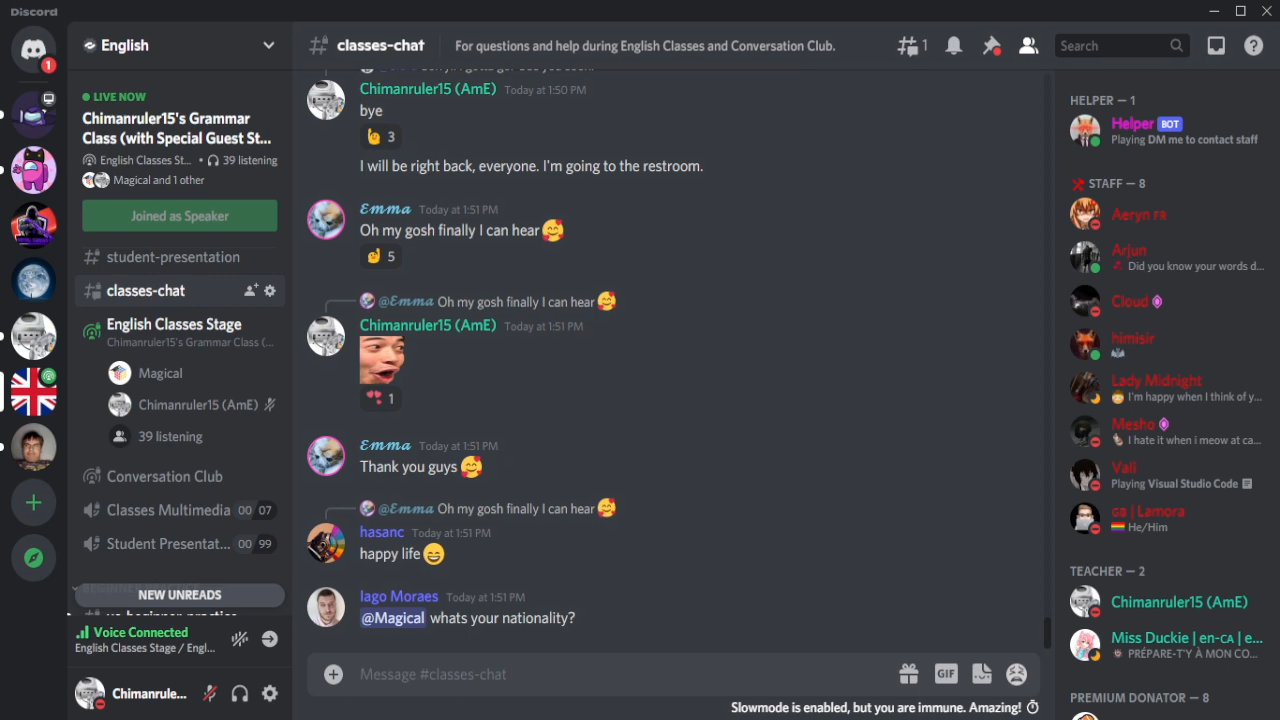 Discord
1
English
LIVE NOW
Chimanruler15's Grammar
Class (with Special Guest St...
English Classes St... • 39 listening
Magical and 1 other
Joined as Speaker
student-presentation
classes-chat
English Classes Stage
Chimanruler15's Grammar Class (...
Magical
Chimanruler15 (AmE)
39 listening
Conversation Club
Classes Multimedia 00 07
Student Presentat... 00 99
NEW UNREADS
Voice Connected
English Classes Stage / Engl...
Chimanrule...
classes-chat
For questions and help during English Classes and Conversation Club.
1
Search
Chimanruler15 (AmE) Today at 1:50 PM
bye
3
I will be right back, everyone. I'm going to the restroom.
𝓔𝓶𝓶𝓪 Today at 1:51 PM
Oh my gosh finally I can hear 🥰
5
@𝓔𝓶𝓶𝓪 Oh my gosh finally I can hear 🥰
Chimanruler15 (AmE) Today at 1:51 PM
1
𝓔𝓶𝓶𝓪 Today at 1:51 PM
Thank you guys 🥰
@𝓔𝓶𝓶𝓪 Oh my gosh finally I can hear 🥰
hasanc Today at 1:51 PM
happy life 😄
Iago Moraes Today at 1:51 PM
@Magical whats your nationality?
Message #classes-chat
GIF
Slowmode is enabled, but you are immune. Amazing!
HELPER — 1
Helper BOT
Playing DM me to contact staff
STAFF — 8
Aeryn FR
Arjun
Did you know your words d...
Cloud
himisir
Lady Midnight
I'm happy when I think of y...
Mesho
I hate it when i meow at ca...
Vali
Playing Visual Studio Code
GB | Lamora
He/Him
TEACHER — 2
Chimanruler15 (AmE)
Miss Duckie | en-CA | e...
PRÉPARE-T'Y À MON CO...
PREMIUM DONATOR — 8